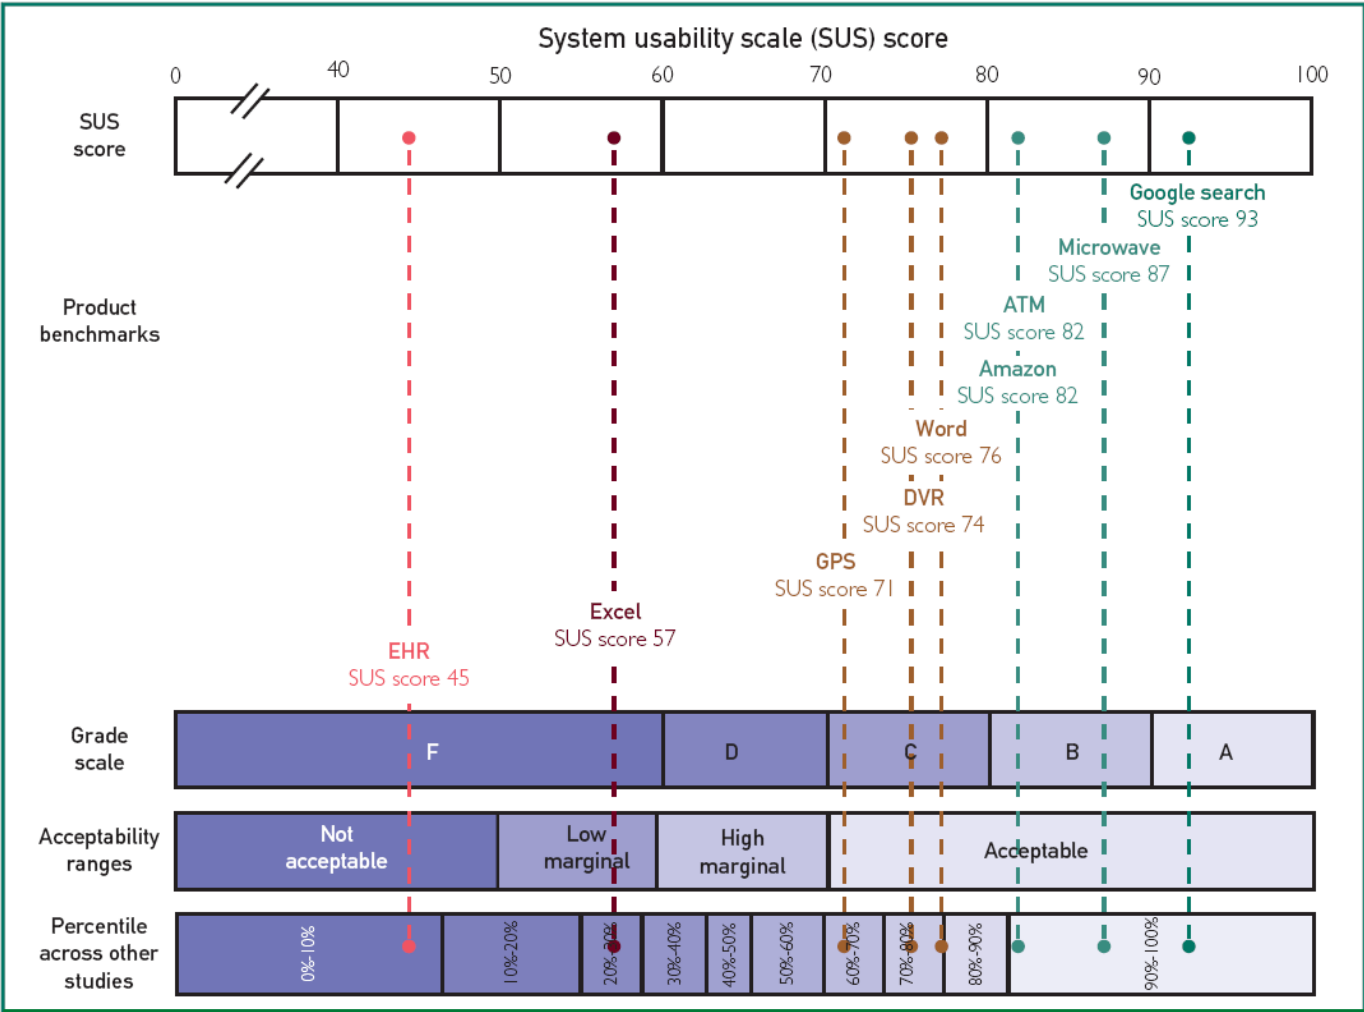 System usability scale (SUS) score
0 40 50 60 70 80 90 100
SUS
score
Google search
SUS score 93
Microwave
SUS score 87
Product
benchmarks
ATM
SUS score 82
Amazon
SUS score 82
Word
SUS score 76
DVR
SUS score 74
GPS
SUS score 71
Excel
SUS score 57
EHR
SUS score 45
Grade
scale
F D C B A
Acceptability
ranges
Not
acceptable
Low
marginal
High
marginal
Acceptable
Percentile
across other
studies
0%-10%
10%-20%
20%-30%
30%-40%
40%-50%
50%-60%
60%-70%
70%-80%
80%-90%
90%-100%